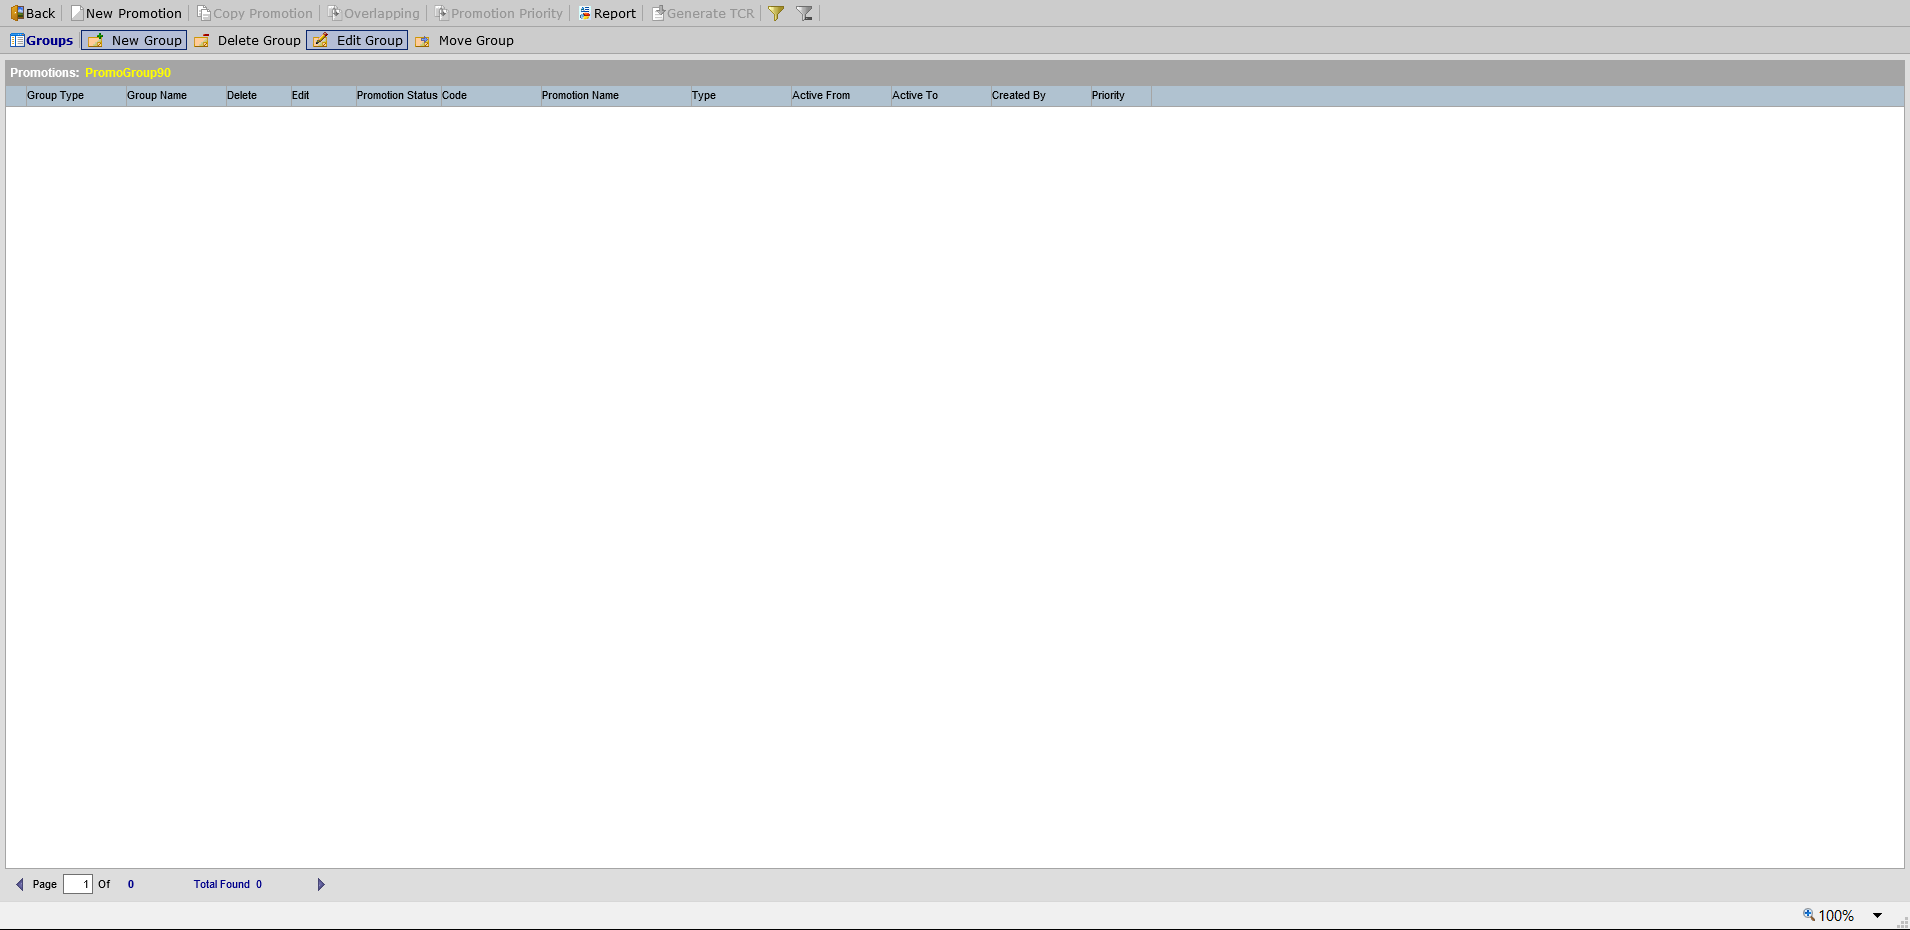 Back New Promotion Copy Promotion Overlapping Promotion Priority Report Generate TCR
Groups New Group Delete Group Edit Group Move Group
Promotions: PromoGroup90
Group Type Group Name Delete Edit Promotion Status Code Promotion Name Type Active From Active To Created By Priority
Page 1 Of 0 Total Found 0
100%